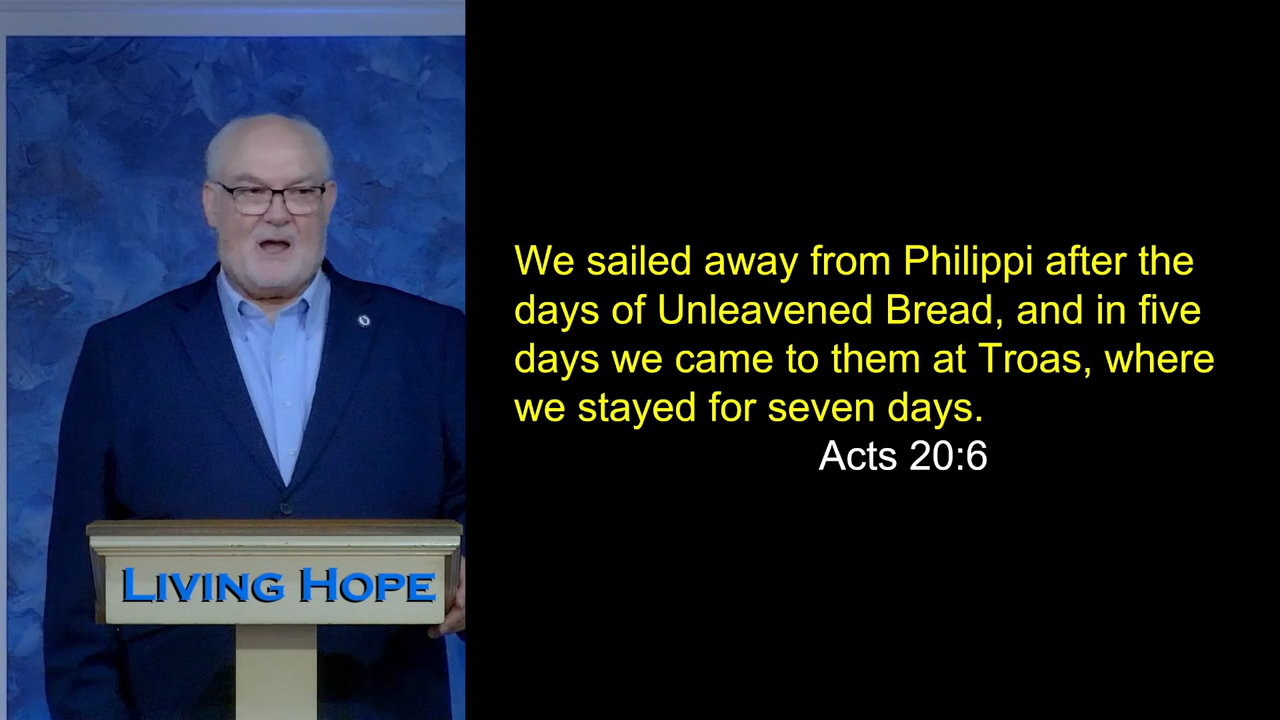 We sailed away from Philippi after the
days of Unleavened Bread, and in five
days we came to them at Troas, where
we stayed for seven days.
Acts 20:6
LIVING HOPE